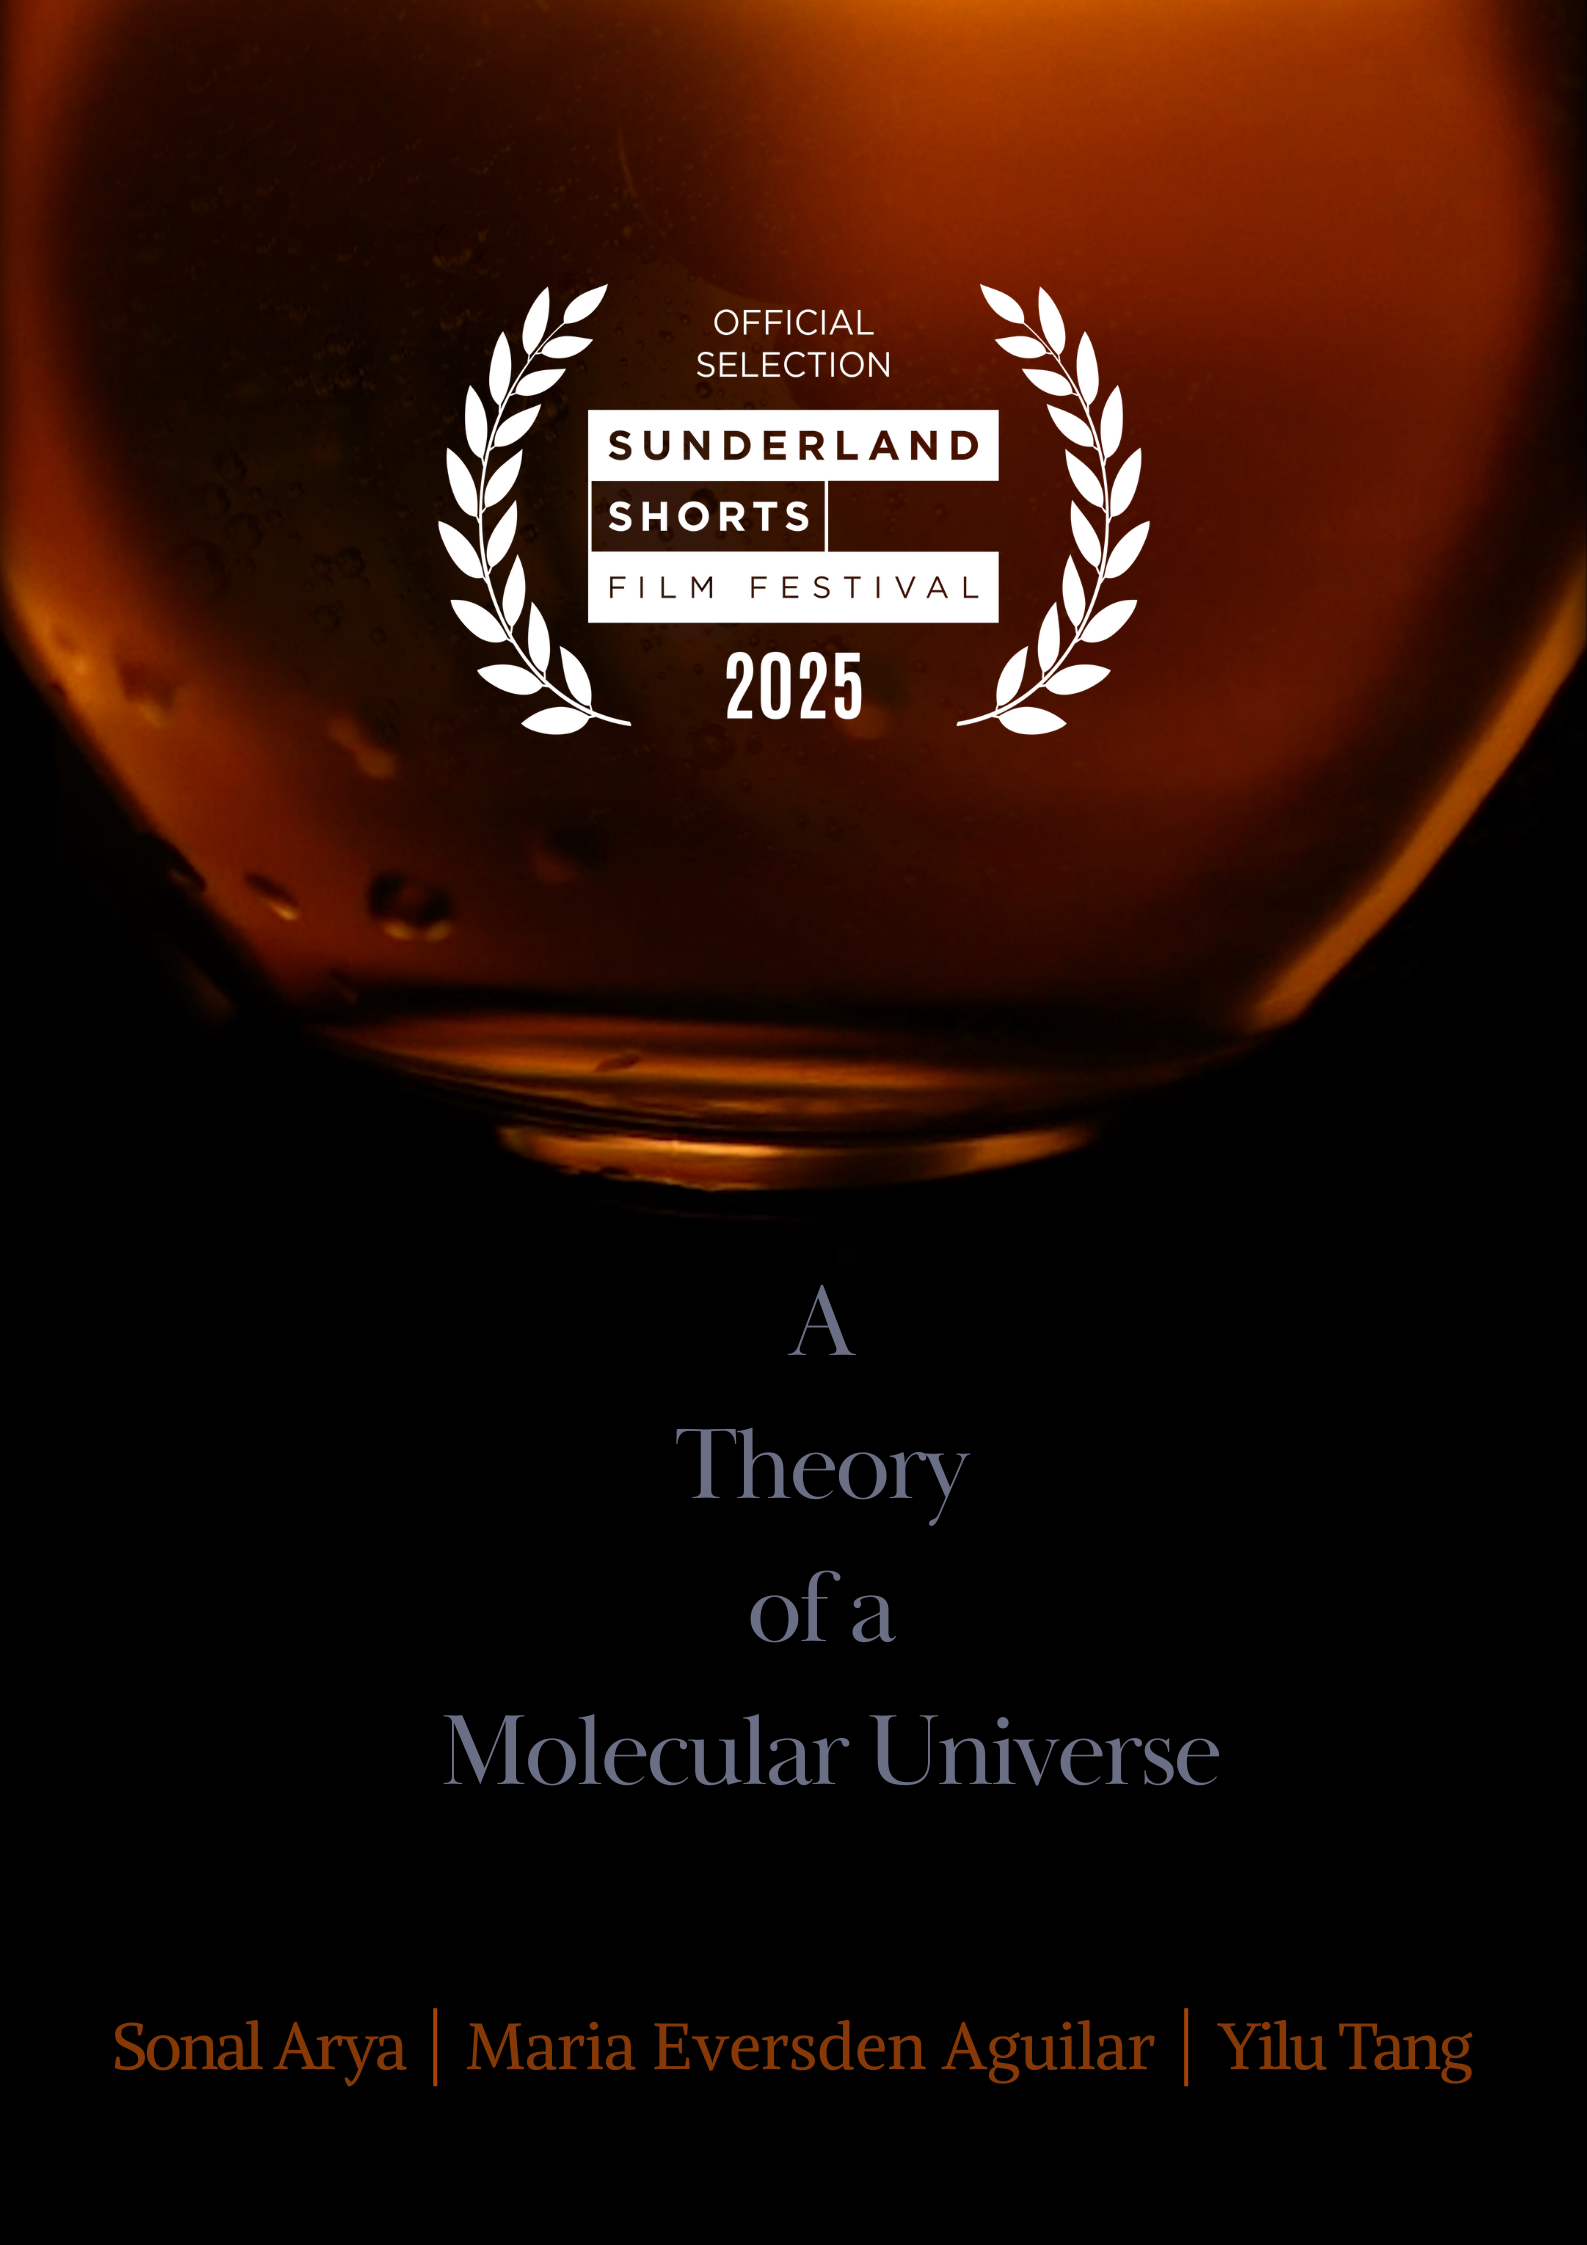 OFFICIAL
SELECTION
SUNDERLAND
SHORTS
FILM FESTIVAL
2025
A
Theory
of a
Molecular Universe
Sonal Arya | Maria Eversden Aguilar | Yilu Tang